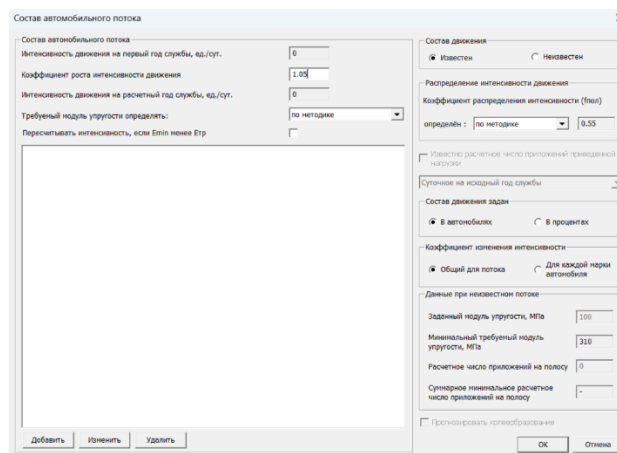 Состав автомобильного потока
Состав автомобильного потока
Интенсивность движения на первый год службы, ед./сут.
0
Коэффициент роста интенсивности движения
1.05
Интенсивность движения на расчетный год службы, ед./сут.
0
Требуемый модуль упругости определять:
по методике
Пересчитывать интенсивность, если Emin менее Eтр
Добавить
Изменить
Удалить
Состав движения
Известен
Неизвестен
Распределение интенсивности движения
Коэффициент распределения интенсивности (fпол)
определён :
по методике
0.55
Известно расчетное число приложений приведенной
нагрузки
Суточное на исходный год службы
Состав движения задан
В автомобилях
В процентах
Коэффициент изменения интенсивности
Общий для потока
Для каждой марки
автомобиля
Данные при неизвестном потоке
Заданный модуль упругости, МПа
100
Минимальный требуемый модуль
упругости, МПа
310
Расчетное число приложений на полосу
0
Суммарное минимальное расчетное
число приложений на полосу
-
Прогнозировать колееобразование
ОК
Отмена